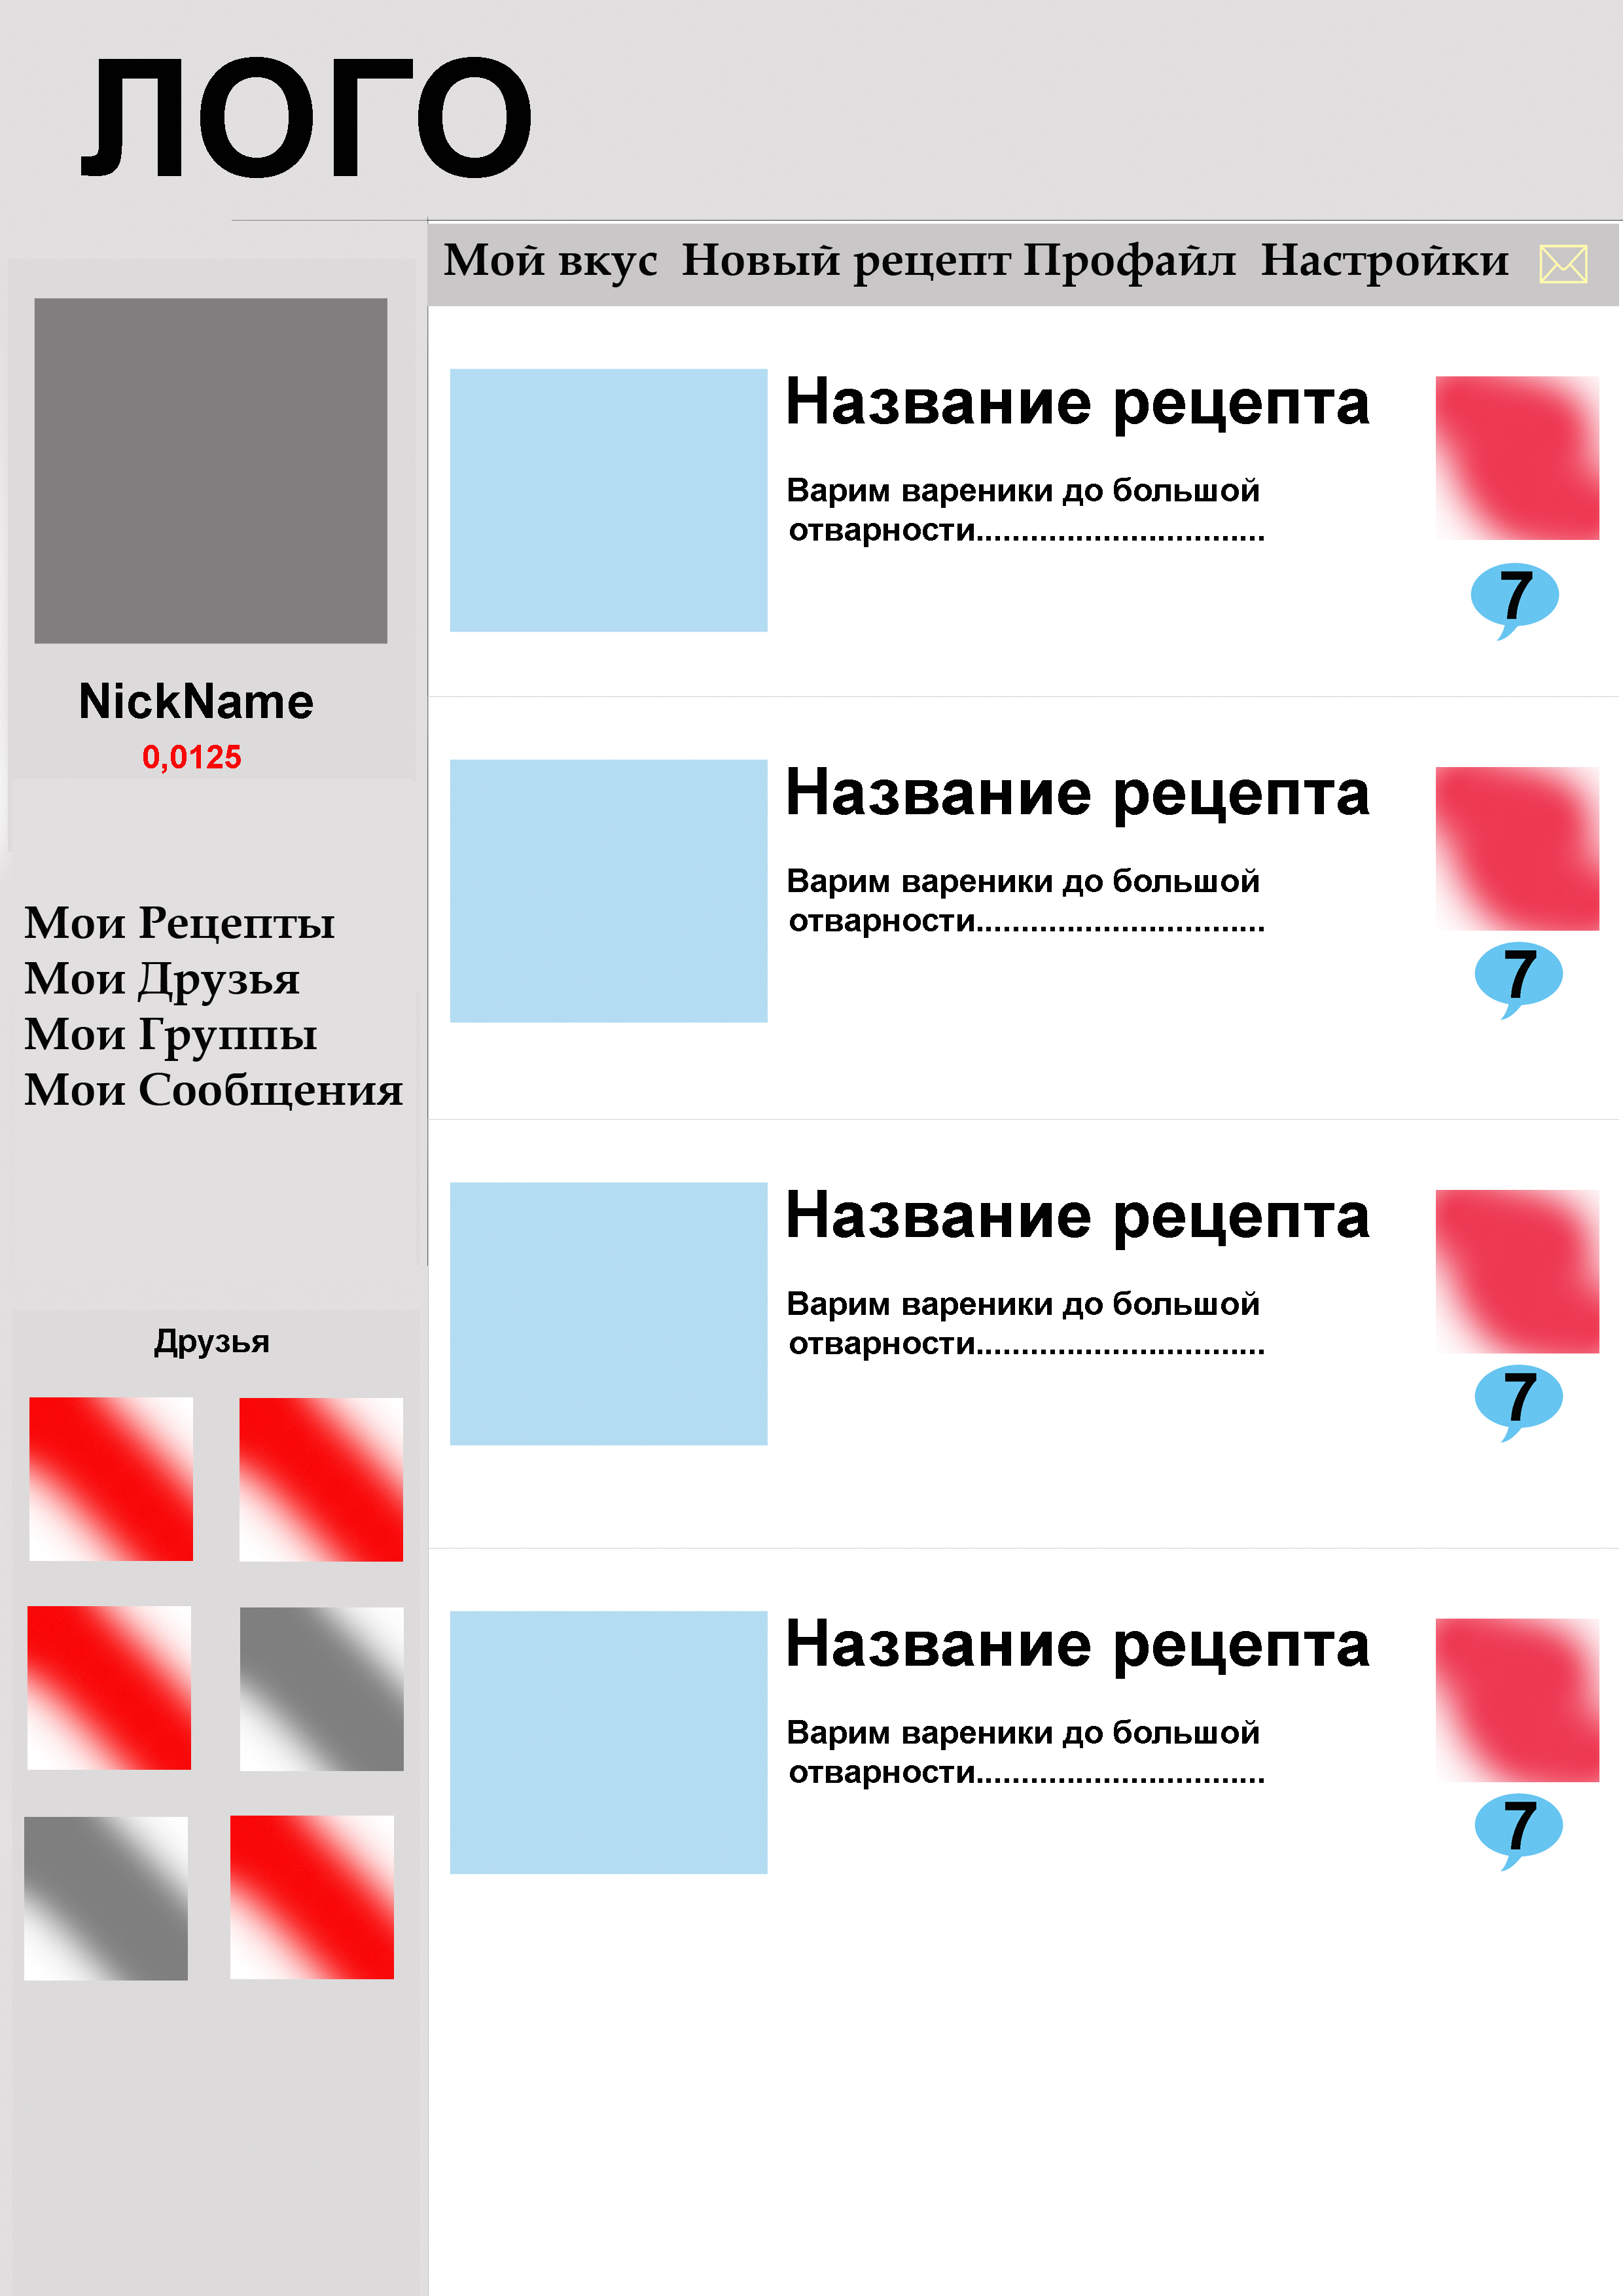 ЛОГО
Мой вкус Новый рецепт Профайл Настройки
NickName
0,0125
Мои Рецепты
Мои Друзья
Мои Группы
Мои Сообщения
Друзья
Название рецепта
Варим вареники до большой
отварности................................
7
Название рецепта
Варим вареники до большой
отварности................................
7
Название рецепта
Варим вареники до большой
отварности................................
7
Название рецепта
Варим вареники до большой
отварности................................
7